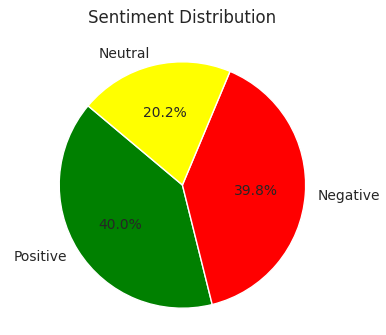 Sentiment Distribution
Neutral
20.2%
39.8%
Negative
40.0%
Positive